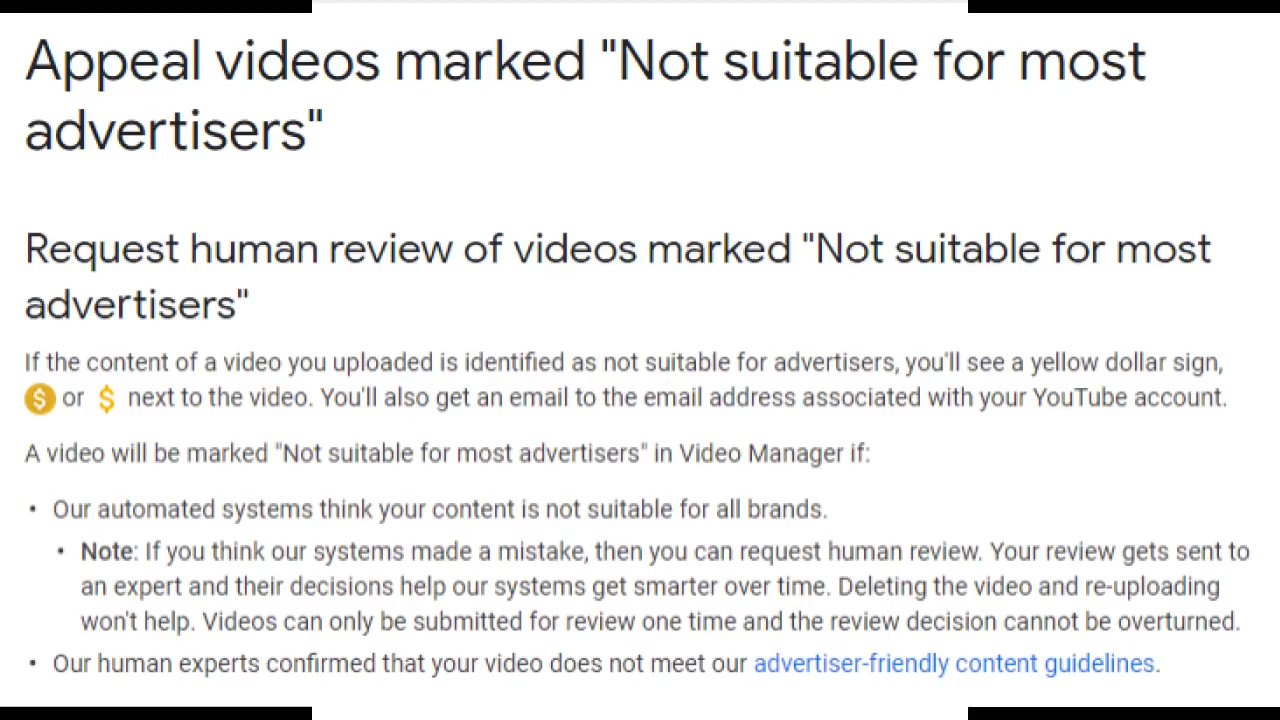 Appeal videos marked "Not suitable for most
advertisers"
Request human review of videos marked "Not suitable for most
advertisers"
If the content of a video you uploaded is identified as not suitable for advertisers, you'll see a yellow dollar sign,
$ or $ next to the video. You'll also get an email to the email address associated with your YouTube account.
A video will be marked "Not suitable for most advertisers" in Video Manager if:
• Our automated systems think your content is not suitable for all brands.
• Note: If you think our systems made a mistake, then you can request human review. Your review gets sent to
an expert and their decisions help our systems get smarter over time. Deleting the video and re-uploading
won't help. Videos can only be submitted for review one time and the review decision cannot be overturned.
• Our human experts confirmed that your video does not meet our advertiser-friendly content guidelines.